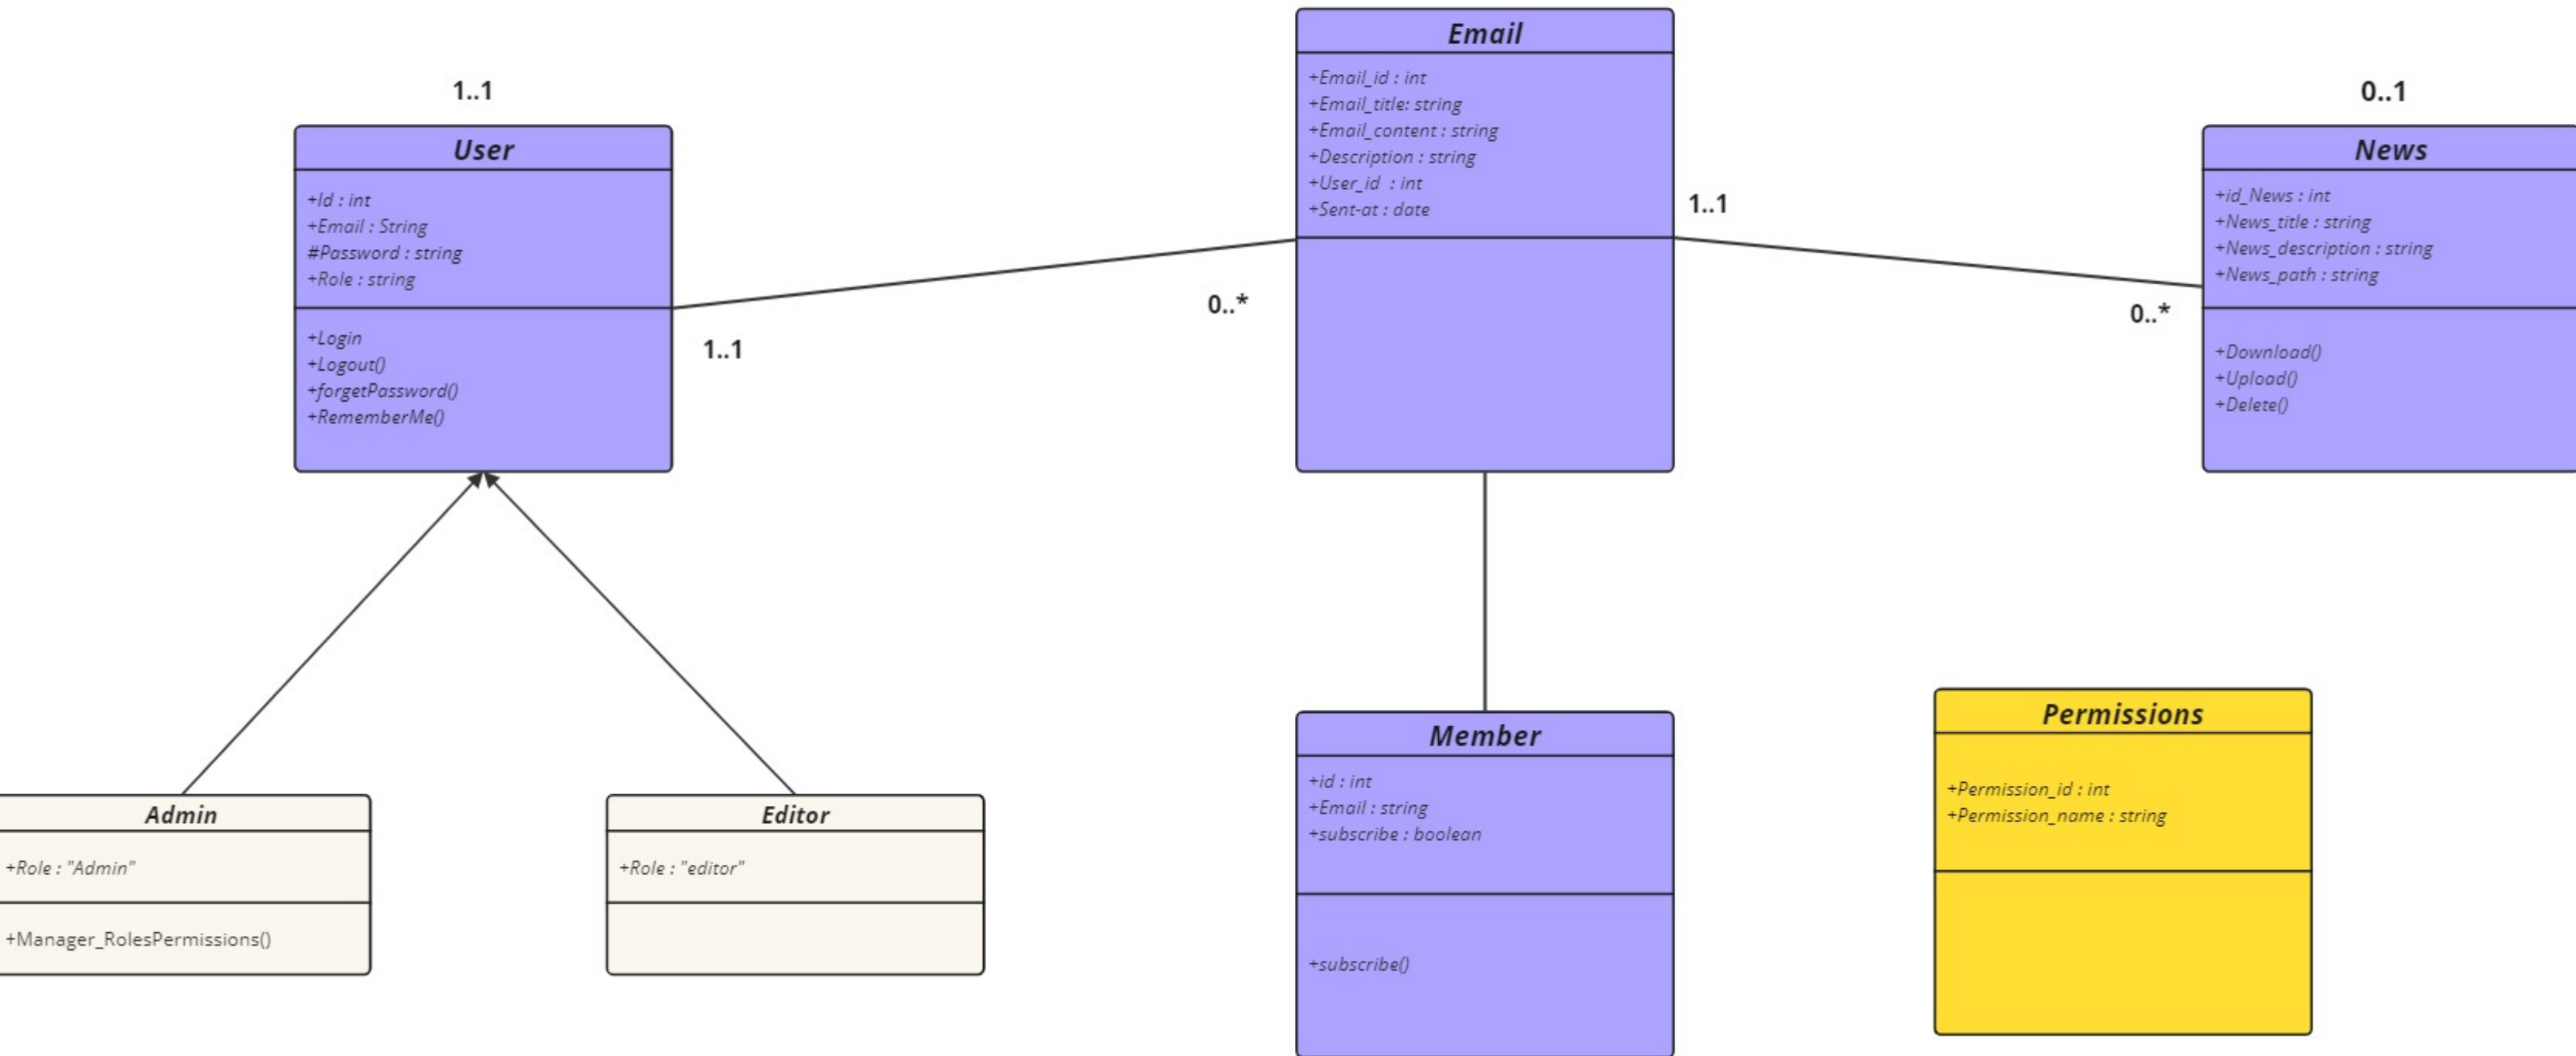 1..1
User
+Id : int
+Email : String
#Password : string
+Role : string
+Login
+Logout()
+forgetPassword()
+RememberMe()
1..1
Email
+Email_id : int
+Email_title: string
+Email_content : string
+Description : string
+User_id  : int
+Sent-at : date
0..*
1..1
0..1
News
+id_News : int
+News_title : string
+News_description : string
+News_path : string
+Download()
+Upload()
+Delete()
0..*
Admin
+Role : "Admin"
+Manager_RolesPermissions()
Editor
+Role : "editor"
Member
+id : int
+Email : string
+subscribe : boolean
+subscribe()
Permissions
+Permission_id : int
+Permission_name : string